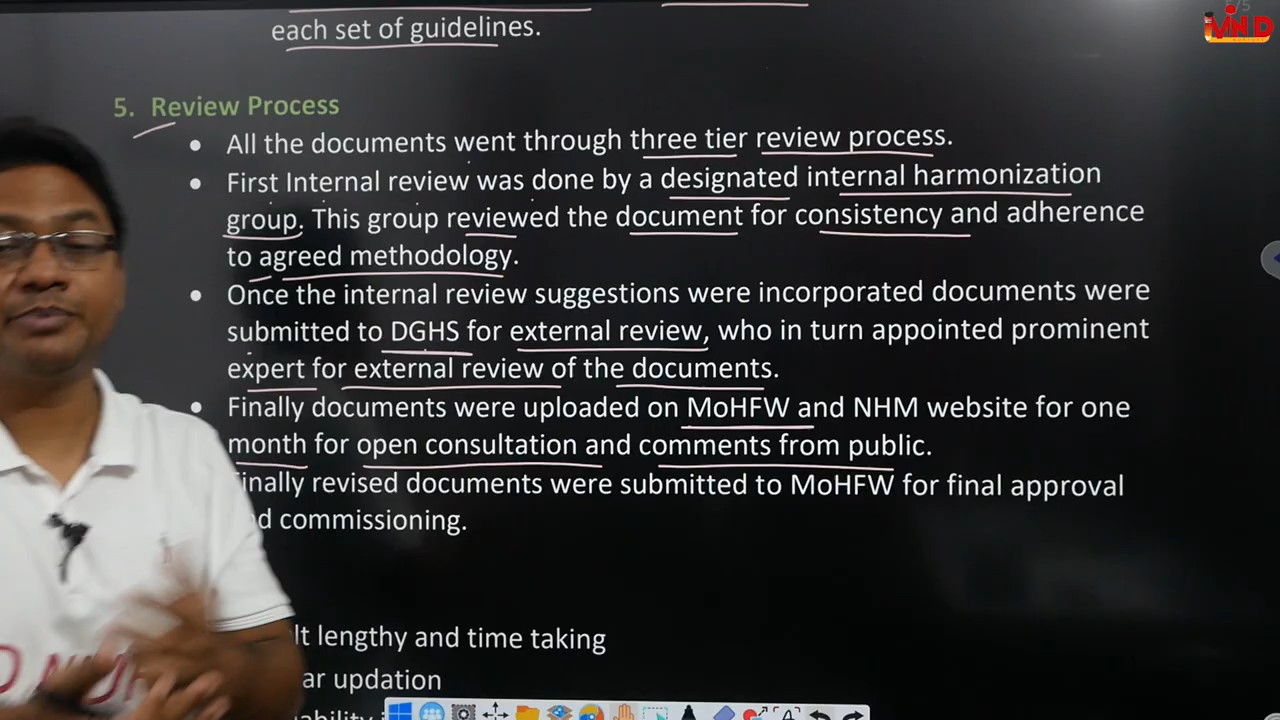 each set of guidelines.
5. Review Process
• All the documents went through three tier review process.
• First Internal review was done by a designated internal harmonization
group. This group reviewed the document for consistency and adherence
to agreed methodology.
• Once the internal review suggestions were incorporated documents were
submitted to DGHS for external review, who in turn appointed prominent
expert for external review of the documents.
• Finally documents were uploaded on MoHFW and NHM website for one
month for open consultation and comments from public.
finally revised documents were submitted to MoHFW for final approval
commissioning.
lengthy and time taking
updation